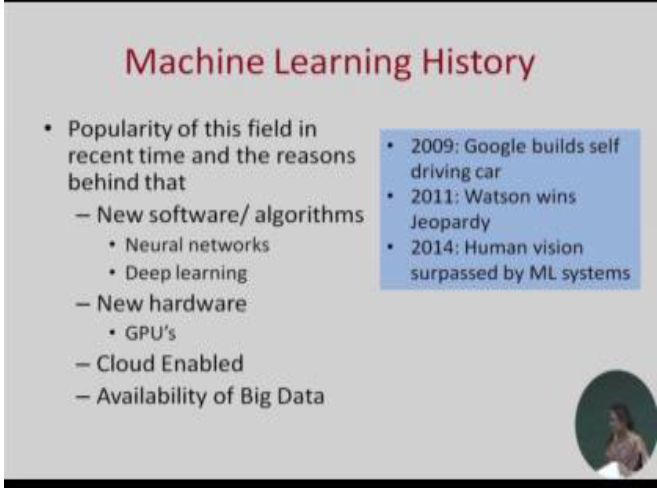 Machine Learning History
• Popularity of this field in
recent time and the reasons
behind that
– New software/ algorithms
• Neural networks
• Deep learning
– New hardware
• GPU's
– Cloud Enabled
– Availability of Big Data
• 2009: Google builds self
driving car
• 2011: Watson wins
Jeopardy
• 2014: Human vision
surpassed by ML systems